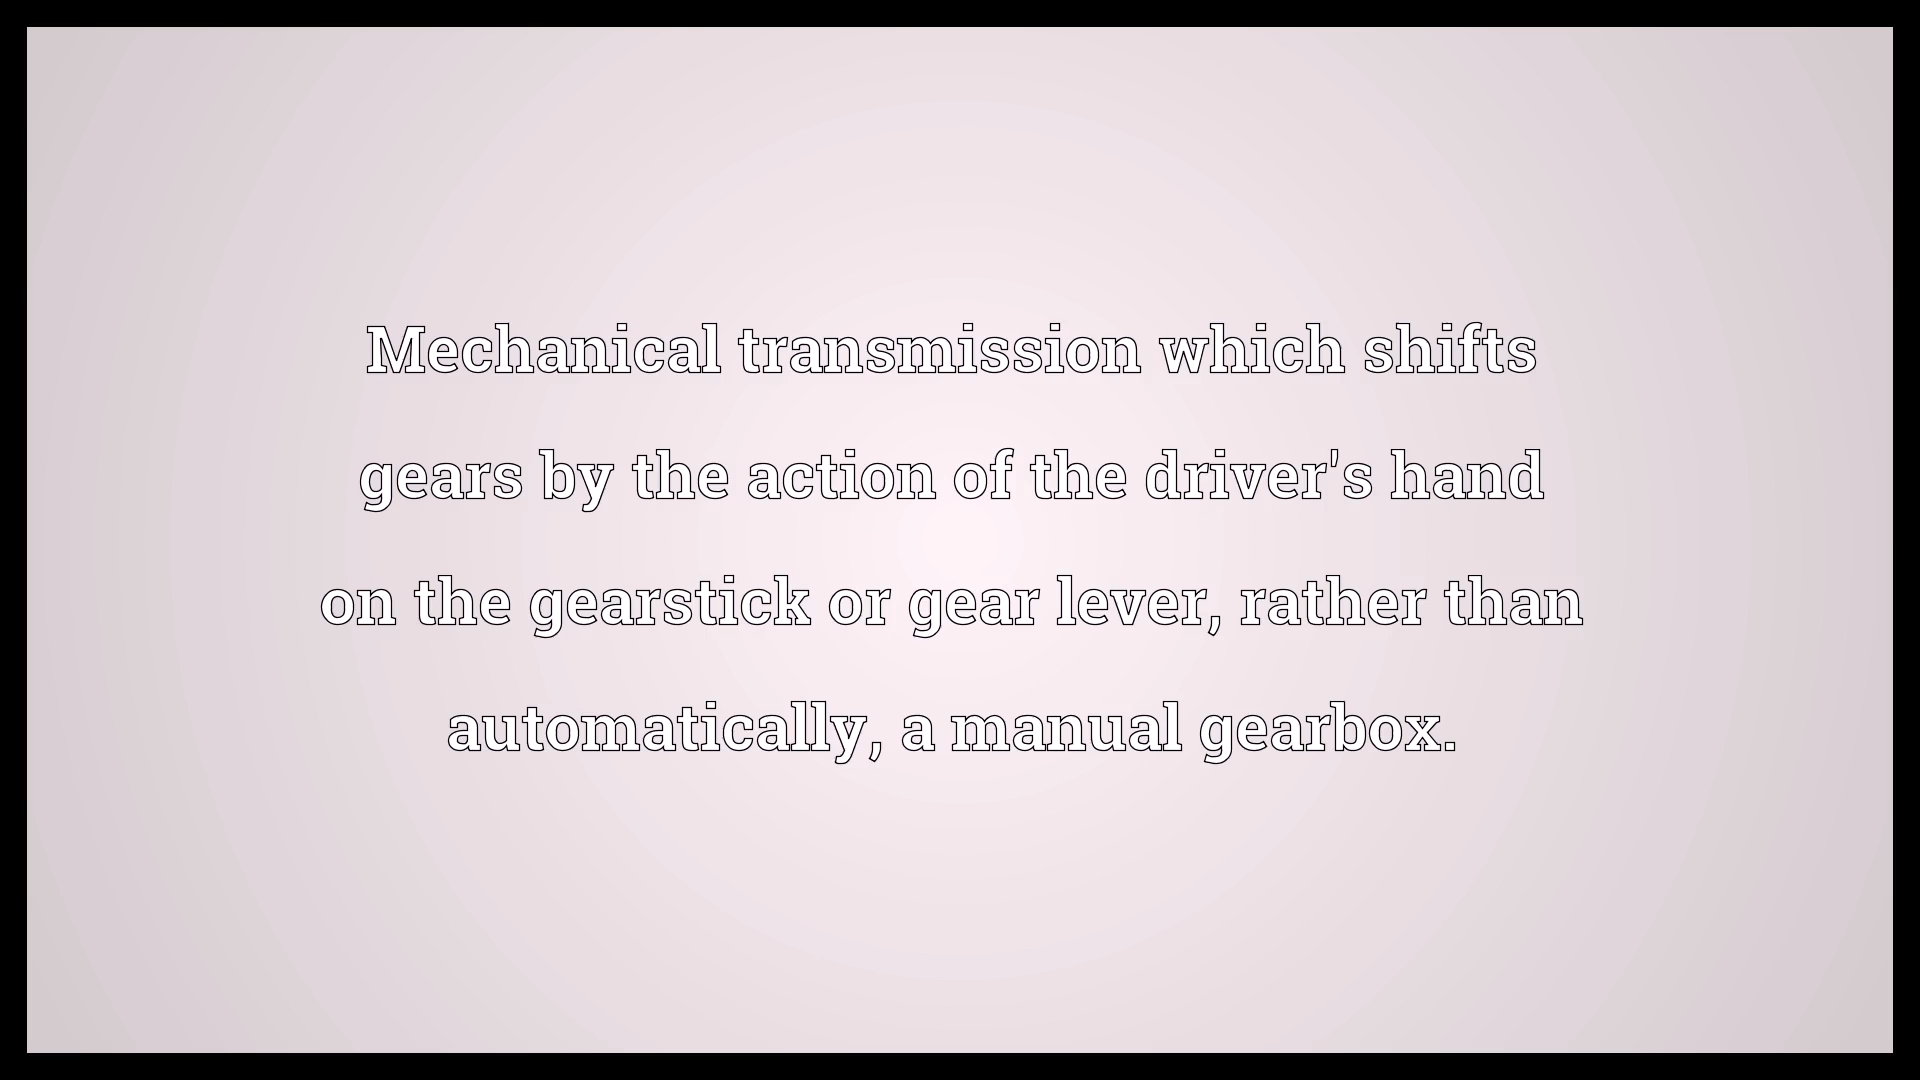 Mechanical transmission which shifts
gears by the action of the driver's hand
on the gearstick or gear lever, rather than
automatically, a manual gearbox.